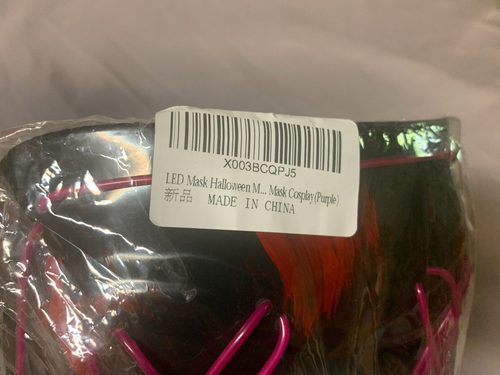 X003BCQPJ5
LED Mask Halloween M... Mask Cosplay(Purple)
新品 MADE IN CHINA